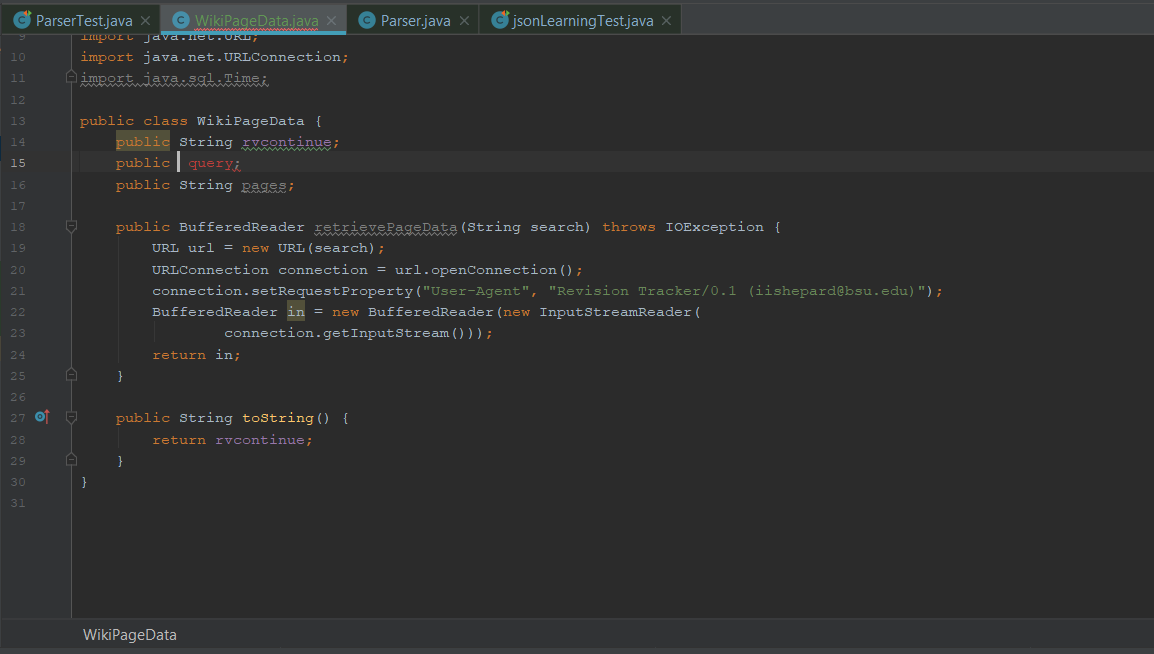 ParserTest.java WikiPageData.java Parser.java jsonLearningTest.java
9 import java.net.URL;
10 import java.net.URLConnection;
11 import java.sql.Time;
12
13 public class WikiPageData {
14 public String rvcontinue;
15 public query;
16 public String pages;
17
18 public BufferedReader retrievePageData(String search) throws IOException {
19 URL url = new URL(search);
20 URLConnection connection = url.openConnection();
21 connection.setRequestProperty("User-Agent", "Revision Tracker/0.1 (iishepard@bsu.edu)");
22 BufferedReader in = new BufferedReader(new InputStreamReader(
23 connection.getInputStream()));
24 return in;
25 }
26
27 public String toString() {
28 return rvcontinue;
29 }
30 }
31
WikiPageData